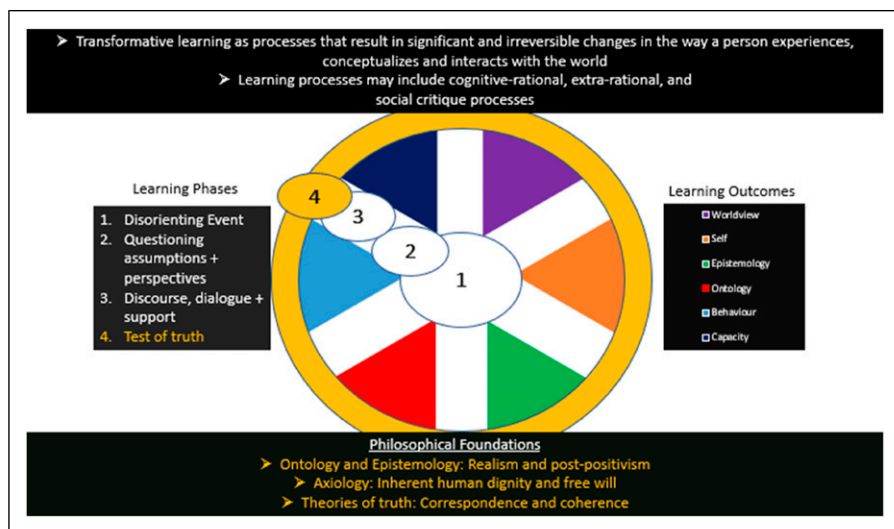 ➢ Transformative learning as processes that result in significant and irreversible changes in the way a person experiences,
conceptualizes and interacts with the world
➢ Learning processes may include cognitive-rational, extra-rational, and
social critique processes
Learning Phases
1. Disorienting Event
2. Questioning
assumptions +
perspectives
3. Discourse, dialogue +
support
4. Test of truth
4
3
2
1
Learning Outcomes
Worldview
Self
Epistemology
Ontology
Behaviour
Capacity
Philosophical Foundations
➢ Ontology and Epistemology: Realism and post-positivism
➢ Axiology: Inherent human dignity and free will
➢ Theories of truth: Correspondence and coherence